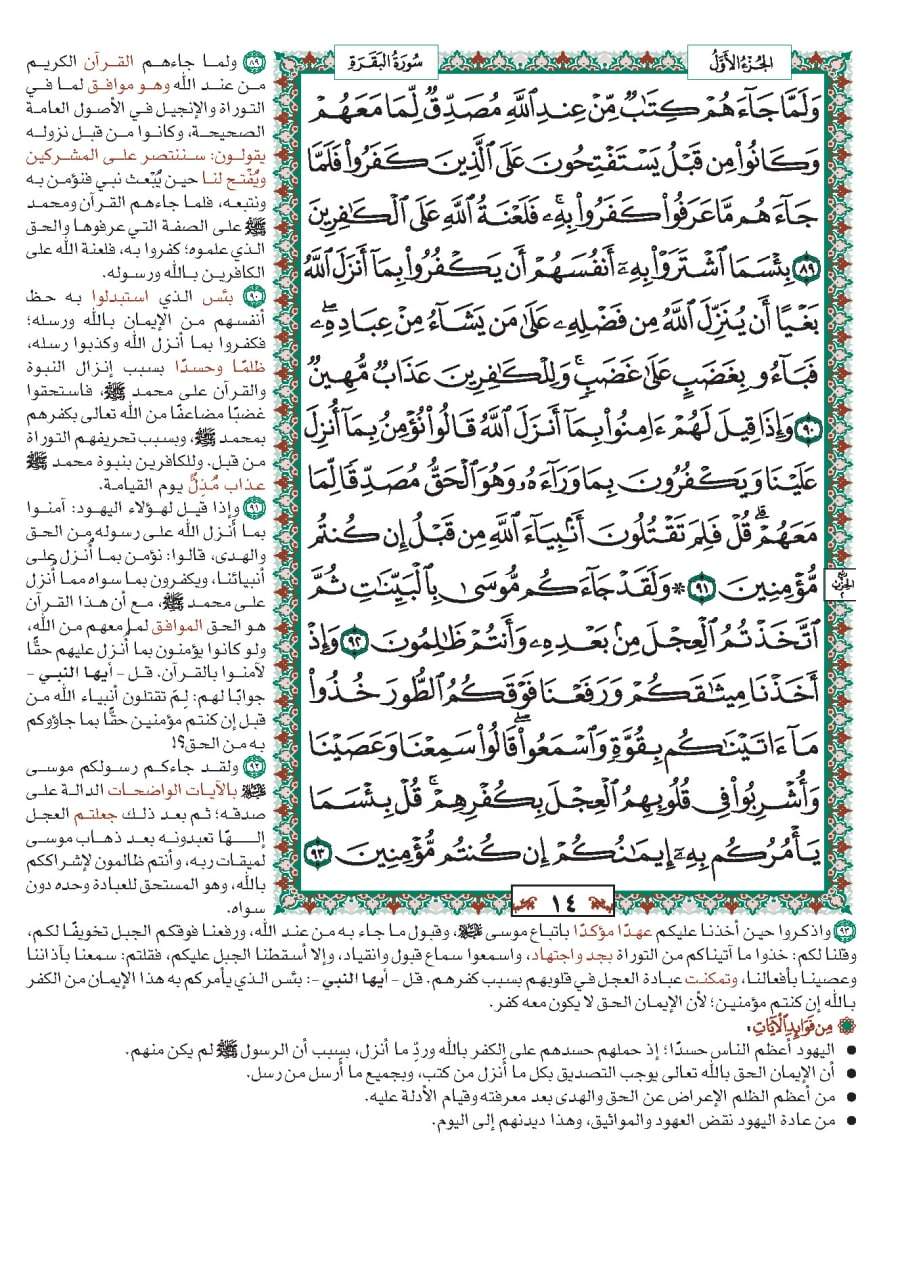 الجُزءُ الأَوَّلُ
سُورَةُ البَقَرَةِ
وَلَمَّا جَآءَهُمْ كِتَٰبٌ مِّنْ عِندِ ٱللَّهِ مُصَدِّقٌ لِّمَا مَعَهُمْ
وَكَانُوا۟ مِن قَبْلُ يَسْتَفْتِحُونَ عَلَى ٱلَّذِينَ كَفَرُوا۟ فَلَمَّا
جَآءَهُم مَّا عَرَفُوا۟ كَفَرُوا۟ بِهِۦ ۚ فَلَعْنَةُ ٱللَّهِ عَلَى ٱلْكَٰفِرِينَ
٨٩ بِئْسَمَا ٱشْتَرَوْا۟ بِهِۦٓ أَنفُسَهُمْ أَن يَكْفُرُوا۟ بِمَآ أَنزَلَ ٱللَّهُ
بَغْيًا أَن يُنَزِّلَ ٱللَّهُ مِن فَضْلِهِۦ عَلَىٰ مَن يَشَآءُ مِنْ عِبَادِهِۦ ۖ
فَبَآءُو بِغَضَبٍ عَلَىٰ غَضَبٍ ۚ وَلِلْكَٰفِرِينَ عَذَابٌ مُّهِينٌ
٩٠ وَإِذَا قِيلَ لَهُمْ ءَامِنُوا۟ بِمَآ أَنزَلَ ٱللَّهُ قَالُوا۟ نُؤْمِنُ بِمَآ أُنزِلَ
عَلَيْنَا وَيَكْفُرُونَ بِمَا وَرَآءَهُۥ وَهُوَ ٱلْحَقُّ مُصَدِّقًا لِّمَا
مَعَهُمْ ۗ قُلْ فَلِمَ تَقْتُلُونَ أَنۢبِيَآءَ ٱللَّهِ مِن قَبْلُ إِن كُنتُم
مُّؤْمِنِينَ ٩١ ۞ وَلَقَدْ جَآءَكُم مُّوسَىٰ بِٱلْبَيِّنَٰتِ ثُمَّ
ٱتَّخَذْتُمُ ٱلْعِجْلَ مِنۢ بَعْدِهِۦ وَأَنتُمْ ظَٰلِمُونَ ٩٢ وَإِذْ
أَخَذْنَا مِيثَٰقَكُمْ وَرَفَعْنَا فَوْقَكُمُ ٱلطُّورَ خُذُوا۟
مَآ ءَاتَيْنَٰكُم بِقُوَّةٍ وَٱسْمَعُوا۟ ۖ قَالُوا۟ سَمِعْنَا وَعَصَيْنَا
وَأُشْرِبُوا۟ فِى قُلُوبِهِمُ ٱلْعِجْلَ بِكُفْرِهِمْ ۚ قُلْ بِئْسَمَا
يَأْمُرُكُم بِهِۦٓ إِيمَٰنُكُمْ إِن كُنتُم مُّؤْمِنِينَ ٩٣
١٤
٨٩ ولما جاءهم القرآن الكريم
من عند الله وهو موافق لما في
التوراة والإنجيل في الأصول العامة
الصحيحة، وكانوا من قبل نزوله
يقولون: سننتصر على المشركين
ويُفْتح لنا حين يُبْعث نبي فنؤمن به
ونتبعه، فلما جاءهم القرآن ومحمد
ﷺ على الصفة التي عرفوها والحق
الذي علموه؛ كفروا به، فلعنة الله على
الكافرين بالله ورسوله.
٩٠ بئس الذي استبدلوا به حظ
أنفسهم من الإيمان بالله ورسله؛
فكفروا بما أنزل الله وكذبوا رسله،
ظلمًا وحسدًا بسبب إنزال النبوة
والقرآن على محمد ﷺ، فاستحقوا
غضبًا مضاعفًا من الله تعالى بكفرهم
بمحمد ﷺ، وبسبب تحريفهم التوراة
من قبل. وللكافرين بنبوة محمد ﷺ
عذاب مُذِلٌّ يوم القيامة.
٩١ وإذا قيل لهؤلاء اليهود: آمنوا
بما أنزل الله على رسوله من الحق
والهدى، قالوا: نؤمن بما أُنزل على
أنبيائنا، ويكفرون بما سواه مما أُنزل
على محمد ﷺ، مع أن هذا القرآن
هو الحق الموافق لما معهم من الله،
ولو كانوا يؤمنون بما أُنزل عليهم حقًّا
لآمنوا بالقرآن. قل - أيها النبي -
جوابًا لهم: لِمَ تقتلون أنبياء الله من
قبل إن كنتم مؤمنين حقًّا بما جاؤوكم
به من الحق؟!
٩٢ ولقد جاءكم رسولكم موسى
عليه السلام بالآيات الواضحات الدالة على
صدقه؛ ثم بعد ذلك جعلتم العجل
إلـٰهًا تعبدونه بعد ذهاب موسى
لميقات ربه، وأنتم ظالمون لإشراككم
بالله، وهو المستحق للعبادة وحده دون
سواه.
٩٣ واذكروا حين أخذنا عليكم عهدًا مؤكدًا باتباع موسى عليه السلام، وقبول ما جاء به من عند الله، ورفعنا فوقكم الجبل تخويفًا لكم،
وقلنا لكم: خذوا ما آتيناكم من التوراة بجد واجتهاد، واسمعوا سماع قبول وانقياد، وإلا أسقطنا الجبل عليكم، فقلتم: سمعنا بآذاننا
وعصينا بأفعالنا، وتمكنت عبادة العجل في قلوبهم بسبب كفرهم. قل - أيها النبي -: بئس الذي يأمركم به هذا الإيمان من الكفر
بالله إن كنتم مؤمنين؛ لأن الإيمان الحق لا يكون معه كفر.
مِن فَوَابِدِ الآيَاتِ:
• اليهود أعظم الناس حسدًا؛ إذ حملهم حسدهم على الكفر بالله وردِّ ما أنزل، بسبب أن الرسول ﷺ لم يكن منهم.
• أن الإيمان الحق بالله تعالى يوجب التصديق بكل ما أنزل من كتب، وبجميع ما أرسل من رسل.
• من أعظم الظلم الإعراض عن الحق والهدى بعد معرفته وقيام الأدلة عليه.
• من عادة اليهود نقض العهود والمواثيق، وهذا ديدنهم إلى اليوم.